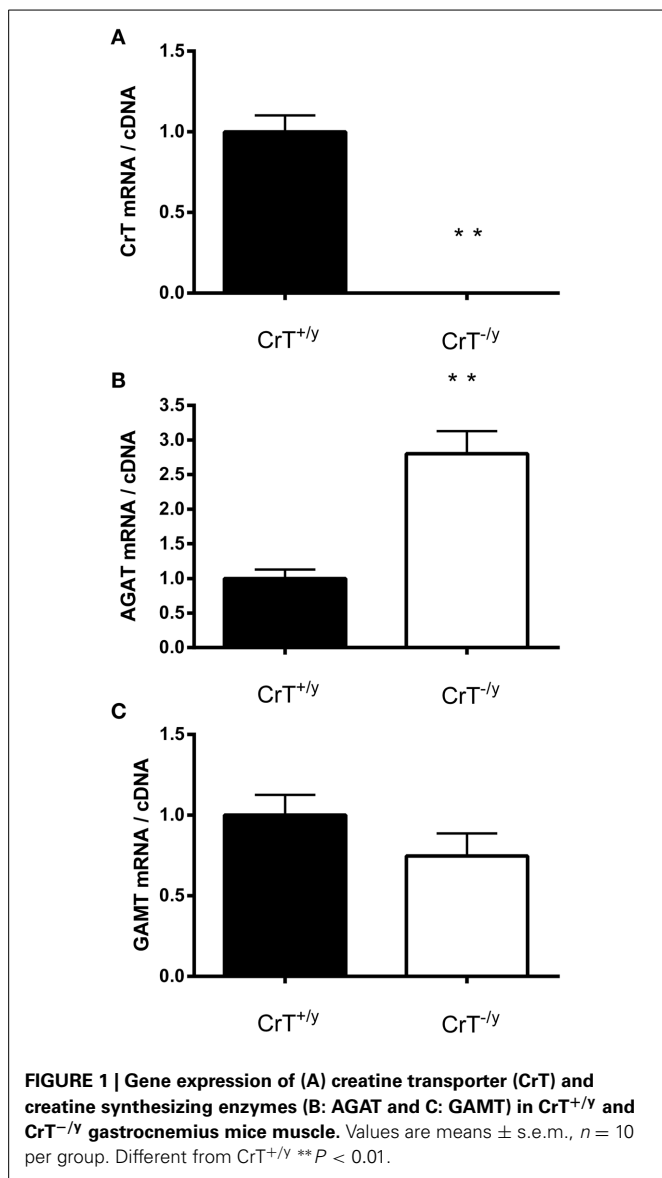 A
1.5
1.0
0.5
0.0
CrT mRNA / cDNA
* *
CrT+/y CrT-/y
B
* *
3.5
3.0
2.5
2.0
1.5
1.0
0.5
0.0
AGAT mRNA / cDNA
CrT+/y CrT-/y
C
1.5
1.0
0.5
0.0
GAMT mRNA / cDNA
CrT+/y CrT-/y
FIGURE 1 | Gene expression of (A) creatine transporter (CrT) and
creatine synthesizing enzymes (B: AGAT and C: GAMT) in CrT+/y and
CrT−/y gastrocnemius mice muscle. Values are means ± s.e.m., n = 10
per group. Different from CrT+/y **P < 0.01.